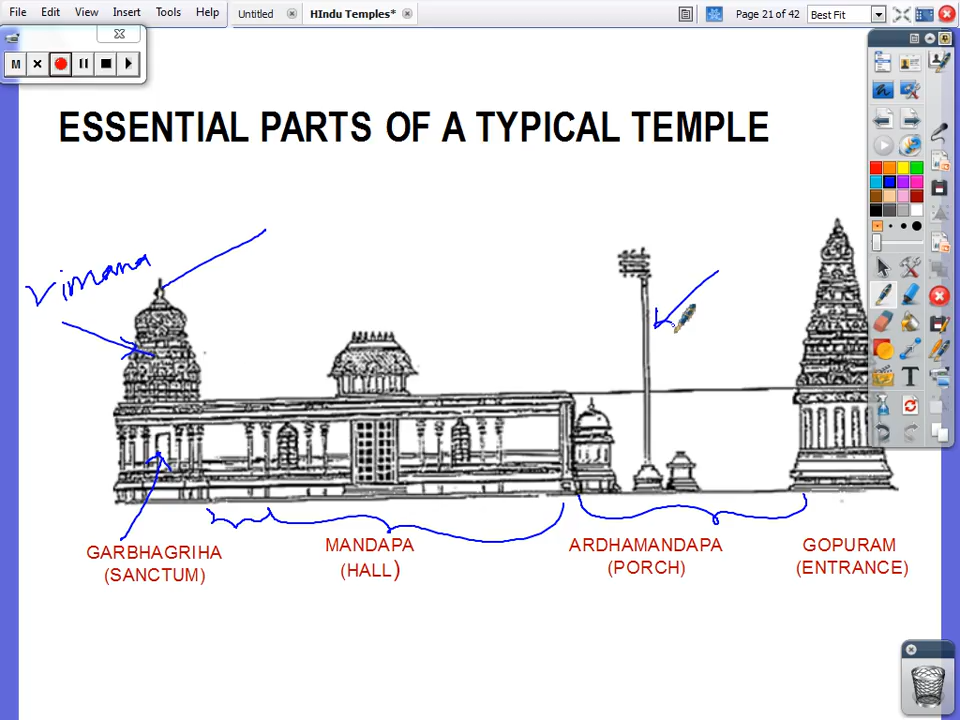 File Edit View Insert Tools Help Untitled HIndu Temples* Page 21 of 42 Best Fit
M
ESSENTIAL PARTS OF A TYPICAL TEMPLE
Vimana
GARBHAGRIHA
(SANCTUM)
MANDAPA
(HALL)
ARDHAMANDAPA
(PORCH)
GOPURAM
(ENTRANCE)
T